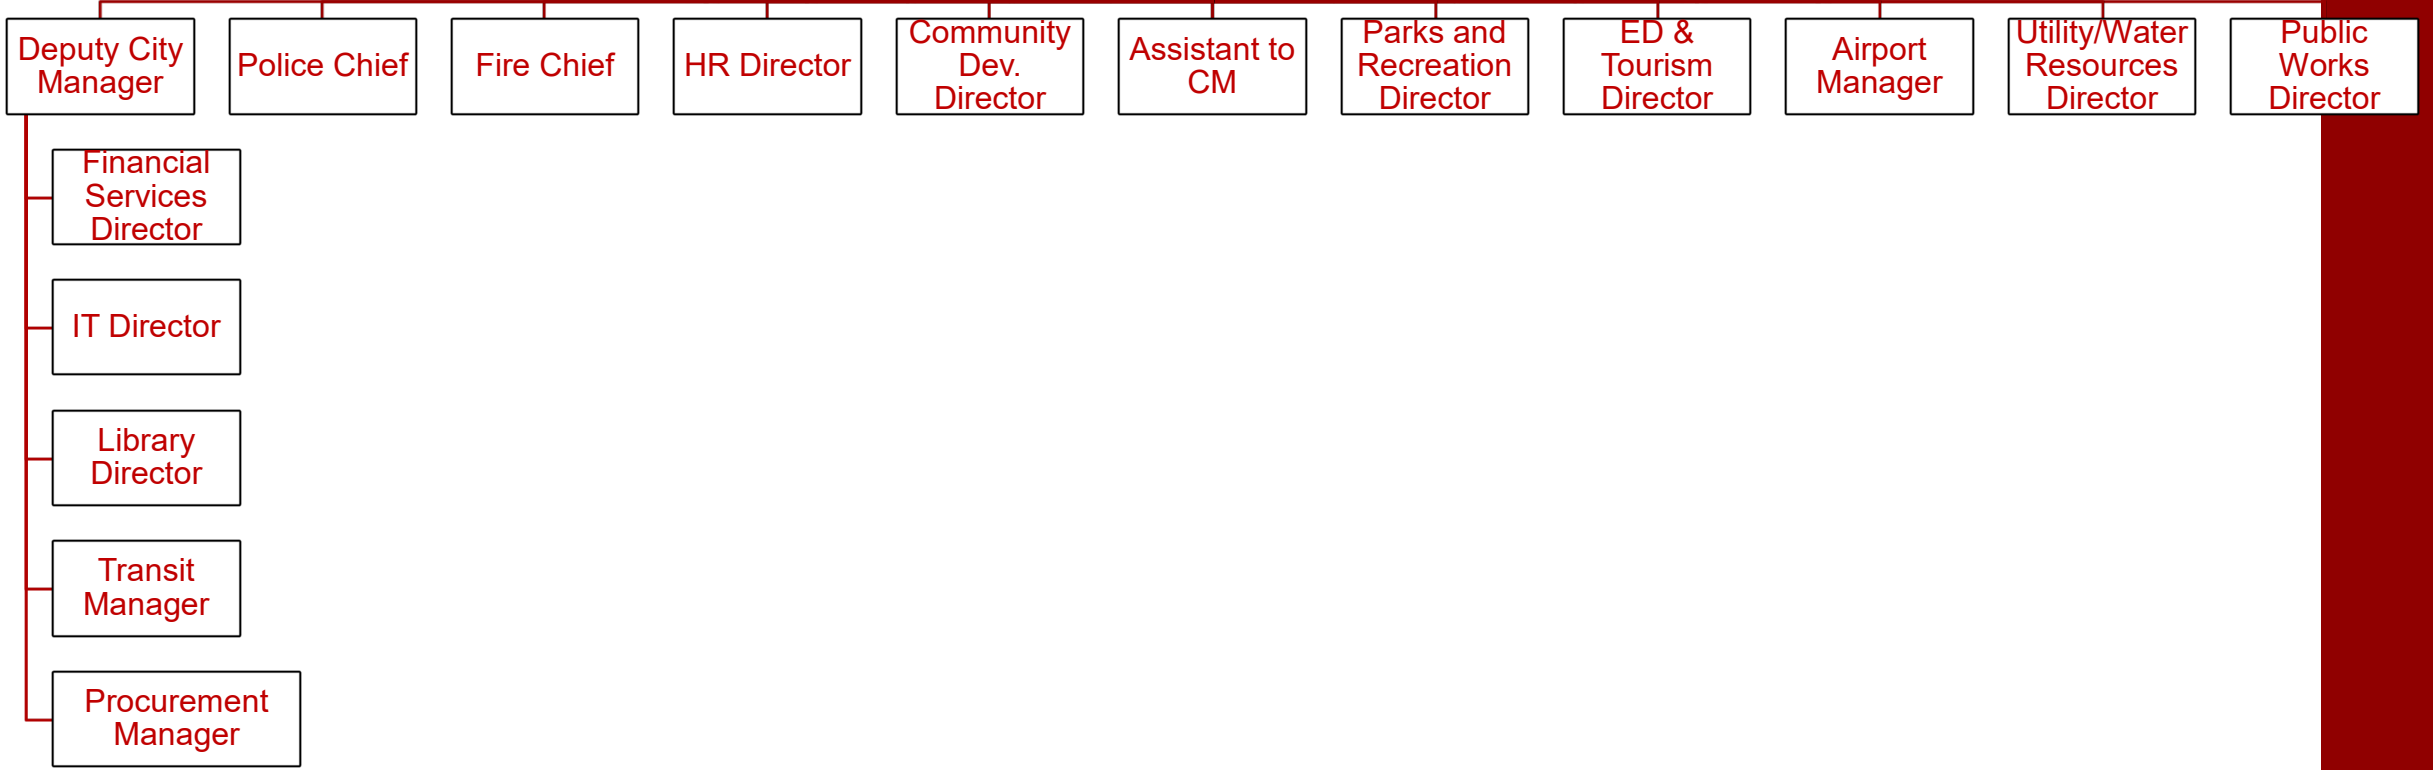 Deputy City
Manager
Police Chief
Fire Chief
HR Director
Community
Dev.
Director
Assistant to
CM
Parks and
Recreation
Director
ED &
Tourism
Director
Airport
Manager
Utility/Water
Resources
Director
Public
Works
Director
Financial
Services
Director
IT Director
Library
Director
Transit
Manager
Procurement
Manager